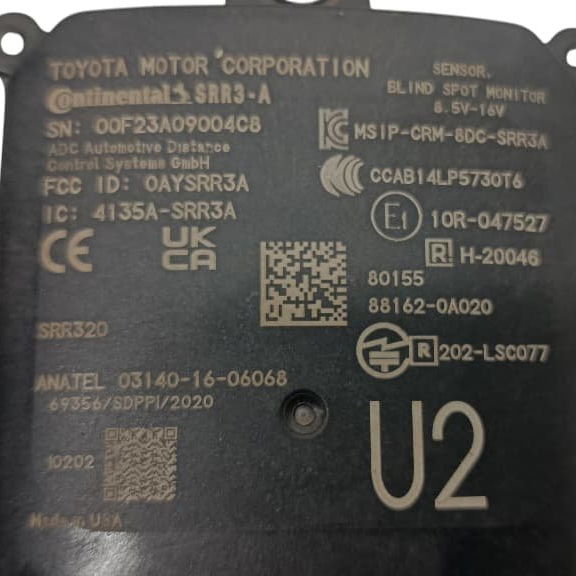 TOYOTA MOTOR CORPORATION
Continental SRR3-A
SN: 00F23A09004C8
ADC Automotive Distance
Control Systems GmbH
FCC ID: OAYSRR3A
IC: 4135A-SRR3A
CE UK CA
SENSOR,
BLIND SPOT MONITOR
8.5V-16V
MSIP-CRM-8DC-SRR3A
CCAB14LP5730T6
E1 10R-047527
R H-20046
80155
88162-0A020
R 202-LSC077
SRR320
ANATEL 03140-16-06068
69356/SDPPI/2020
10202
U2
Made in USA